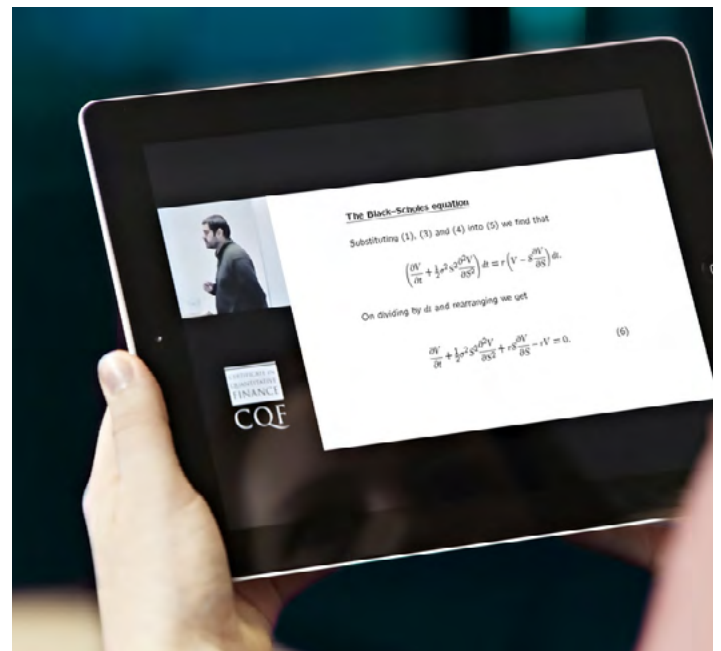 The Black–Scholes equation
Substituting (1), (3) and (4) into (5) we find that
(∂V/∂t + ½σ²S² ∂²V/∂S²) dt = r (V − S ∂V/∂S) dt.
On dividing by dt and rearranging we get
∂V/∂t + ½σ²S² ∂²V/∂S² + rS ∂V/∂S − rV = 0. (6)
CERTIFICATE IN
QUANTITATIVE
FINANCE
CQF